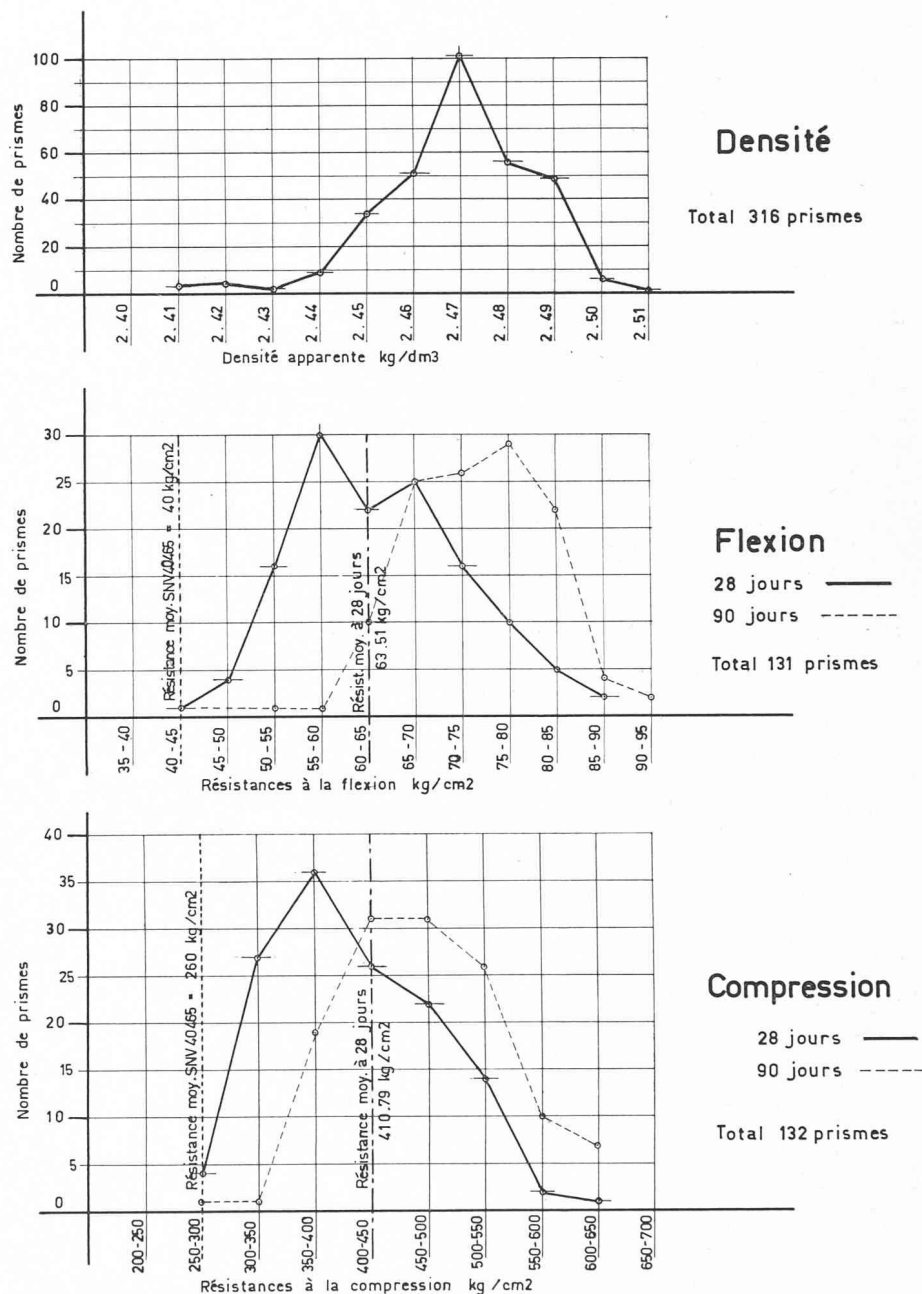 Nombre de prismes
100
80
60
40
20
0
2.40
2.41
2.42
2.43
2.44
2.45
2.46
2.47
2.48
2.49
2.50
2.51
Densité apparente kg/dm3
Densité
Total 316 prismes
Nombre de prismes
30
25
20
15
10
5
0
Résistance moy. SNV40465 = 40 kg/cm2
Résist. moy. à 28 jours
63.51 kg/cm2
35-40
40-45
45-50
50-55
55-60
60-65
65-70
70-75
75-80
80-85
85-90
90-95
Résistances à la flexion kg/cm2
Flexion
28 jours
90 jours
Total 131 prismes
Nombre de prismes
40
35
30
25
20
15
10
5
0
Résistance moy. SNV40465 = 260 kg/cm2
Résistance moy. à 28 jours
410.79 kg/cm2
200-250
250-300
300-350
350-400
400-450
450-500
500-550
550-600
600-650
650-700
Résistances à la compression kg/cm2
Compression
28 jours
90 jours
Total 132 prismes